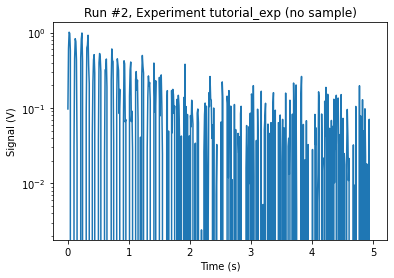 Run #2, Experiment tutorial_exp (no sample)
Signal (V)
10⁰
10⁻¹
10⁻²
0 1 2 3 4 5
Time (s)